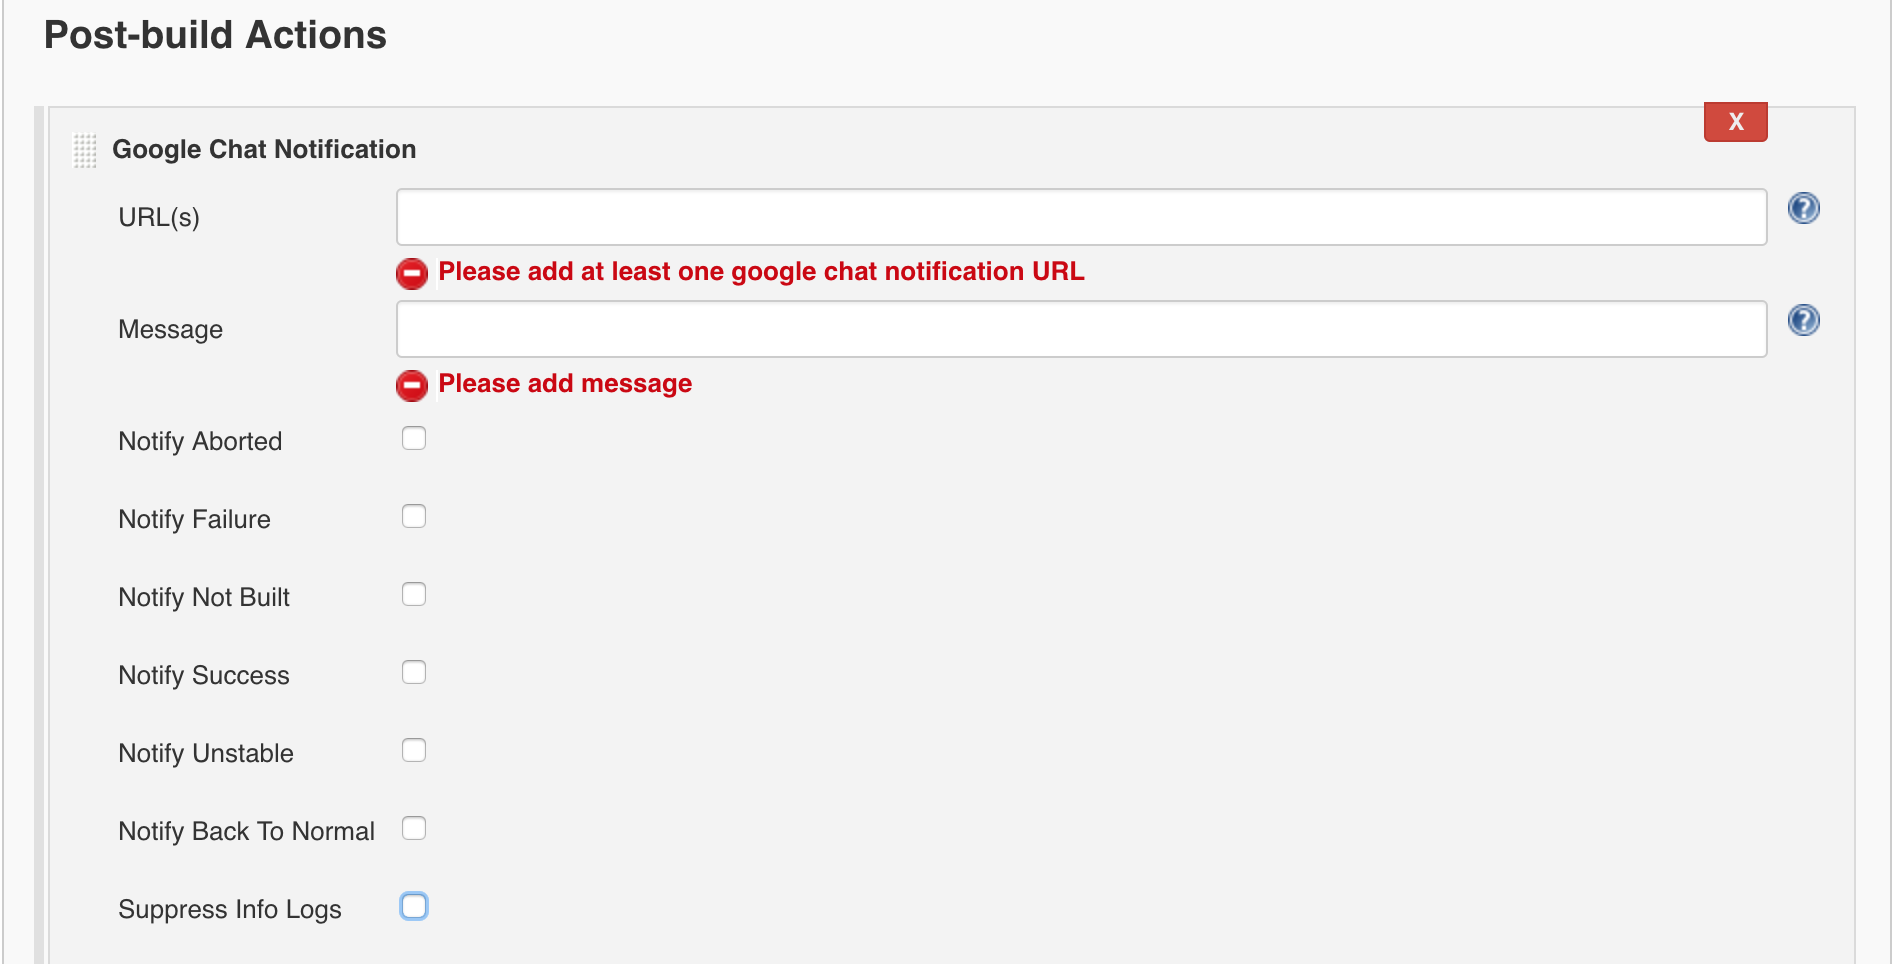 Post-build Actions
X
Google Chat Notification
URL(s)
?
Please add at least one google chat notification URL
Message
?
Please add message
Notify Aborted
Notify Failure
Notify Not Built
Notify Success
Notify Unstable
Notify Back To Normal
Suppress Info Logs